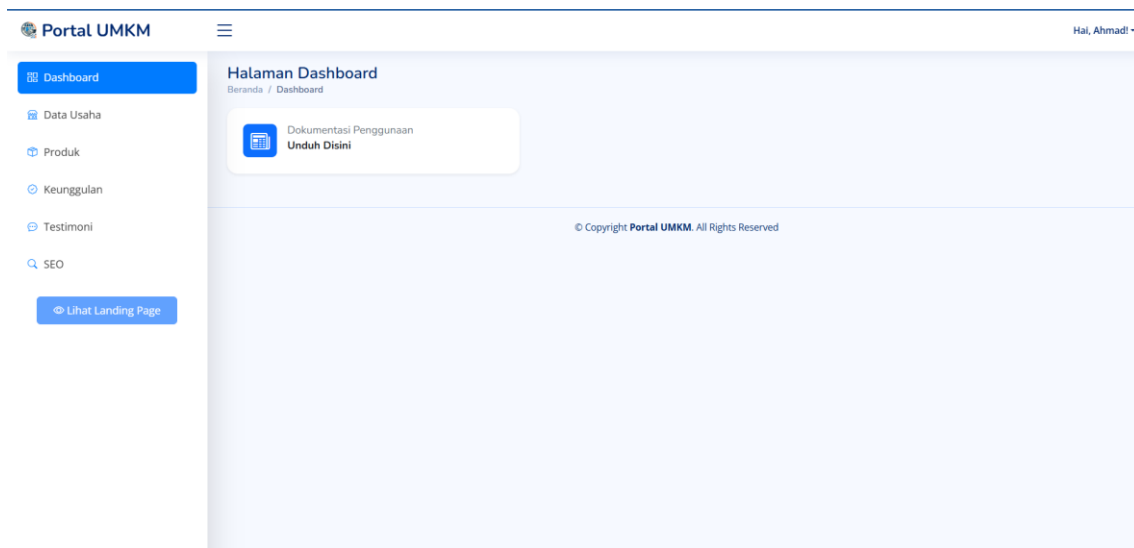 Portal UMKM
Hai, Ahmad!
Dashboard
Data Usaha
Produk
Keunggulan
Testimoni
SEO
Lihat Landing Page
Halaman Dashboard
Beranda / Dashboard
Dokumentasi Penggunaan
Unduh Disini
© Copyright Portal UMKM. All Rights Reserved